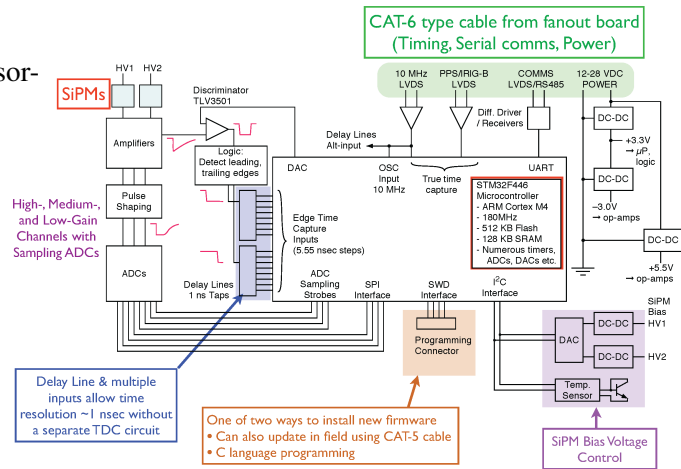 CAT-6 type cable from fanout board
(Timing, Serial comms, Power)
sor-
HV1 HV2
SiPMs
Discriminator
TLV3501
10 MHz
LVDS
PPS/IRIG-B
LVDS
COMMS
LVDS/RS485
12-28 VDC
POWER
Amplifiers
Delay Lines
Alt-input
Diff. Driver
/ Receivers
DC-DC
+3.3V
→ µP,
logic
DC-DC
–3.0V
→ op-amps
DC-DC
+5.5V
→ op-amps
Logic:
Detect leading,
trailing edges
DAC
OSC
Input
10 MHz
True time
capture
UART
STM32F446
Microcontroller
- ARM Cortex M4
- 180MHz
- 512 KB Flash
- 128 KB SRAM
- Numerous timers,
ADCs, DACs etc.
High-, Medium-,
and Low-Gain
Channels with
Sampling ADCs
Pulse
Shaping
Edge Time
Capture
Inputs
(5.55 nsec steps)
ADCs
Delay Lines
1 ns Taps
ADC
Sampling
Strobes
SPI
Interface
SWD
Interface
I2C
Interface
Programming
Connector
SiPM
Bias
DAC
DC-DC
HV1
DC-DC
HV2
Temp.
Sensor
Delay Line & multiple
inputs allow time
resolution ~1 nsec without
a separate TDC circuit
One of two ways to install new firmware
• Can also update in field using CAT-5 cable
• C language programming
SiPM Bias Voltage
Control